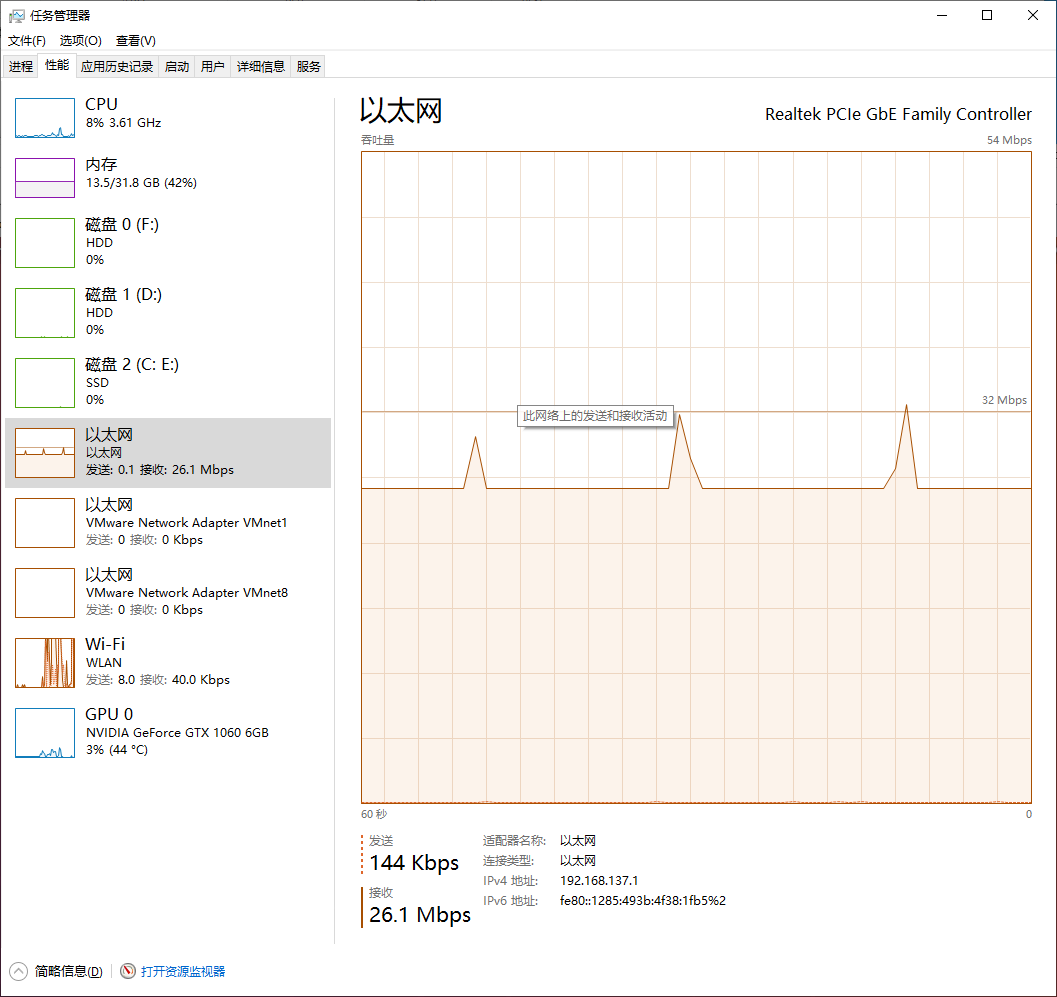 任务管理器
文件(F) 选项(O) 查看(V)
进程 性能 应用历史记录 启动 用户 详细信息 服务
CPU
8% 3.61 GHz
内存
13.5/31.8 GB (42%)
磁盘 0 (F:)
HDD
0%
磁盘 1 (D:)
HDD
0%
磁盘 2 (C: E:)
SSD
0%
以太网
以太网
发送: 0.1 接收: 26.1 Mbps
以太网
VMware Network Adapter VMnet1
发送: 0 接收: 0 Kbps
以太网
VMware Network Adapter VMnet8
发送: 0 接收: 0 Kbps
Wi-Fi
WLAN
发送: 8.0 接收: 40.0 Kbps
GPU 0
NVIDIA GeForce GTX 1060 6GB
3% (44 °C)
以太网 Realtek PCIe GbE Family Controller
吞吐量 54 Mbps
32 Mbps
此网络上的发送和接收活动
60 秒 0
发送
144 Kbps
接收
26.1 Mbps
适配器名称: 以太网
连接类型: 以太网
IPv4 地址: 192.168.137.1
IPv6 地址: fe80::1285:493b:4f38:1fb5%2
简略信息(D) 打开资源监视器